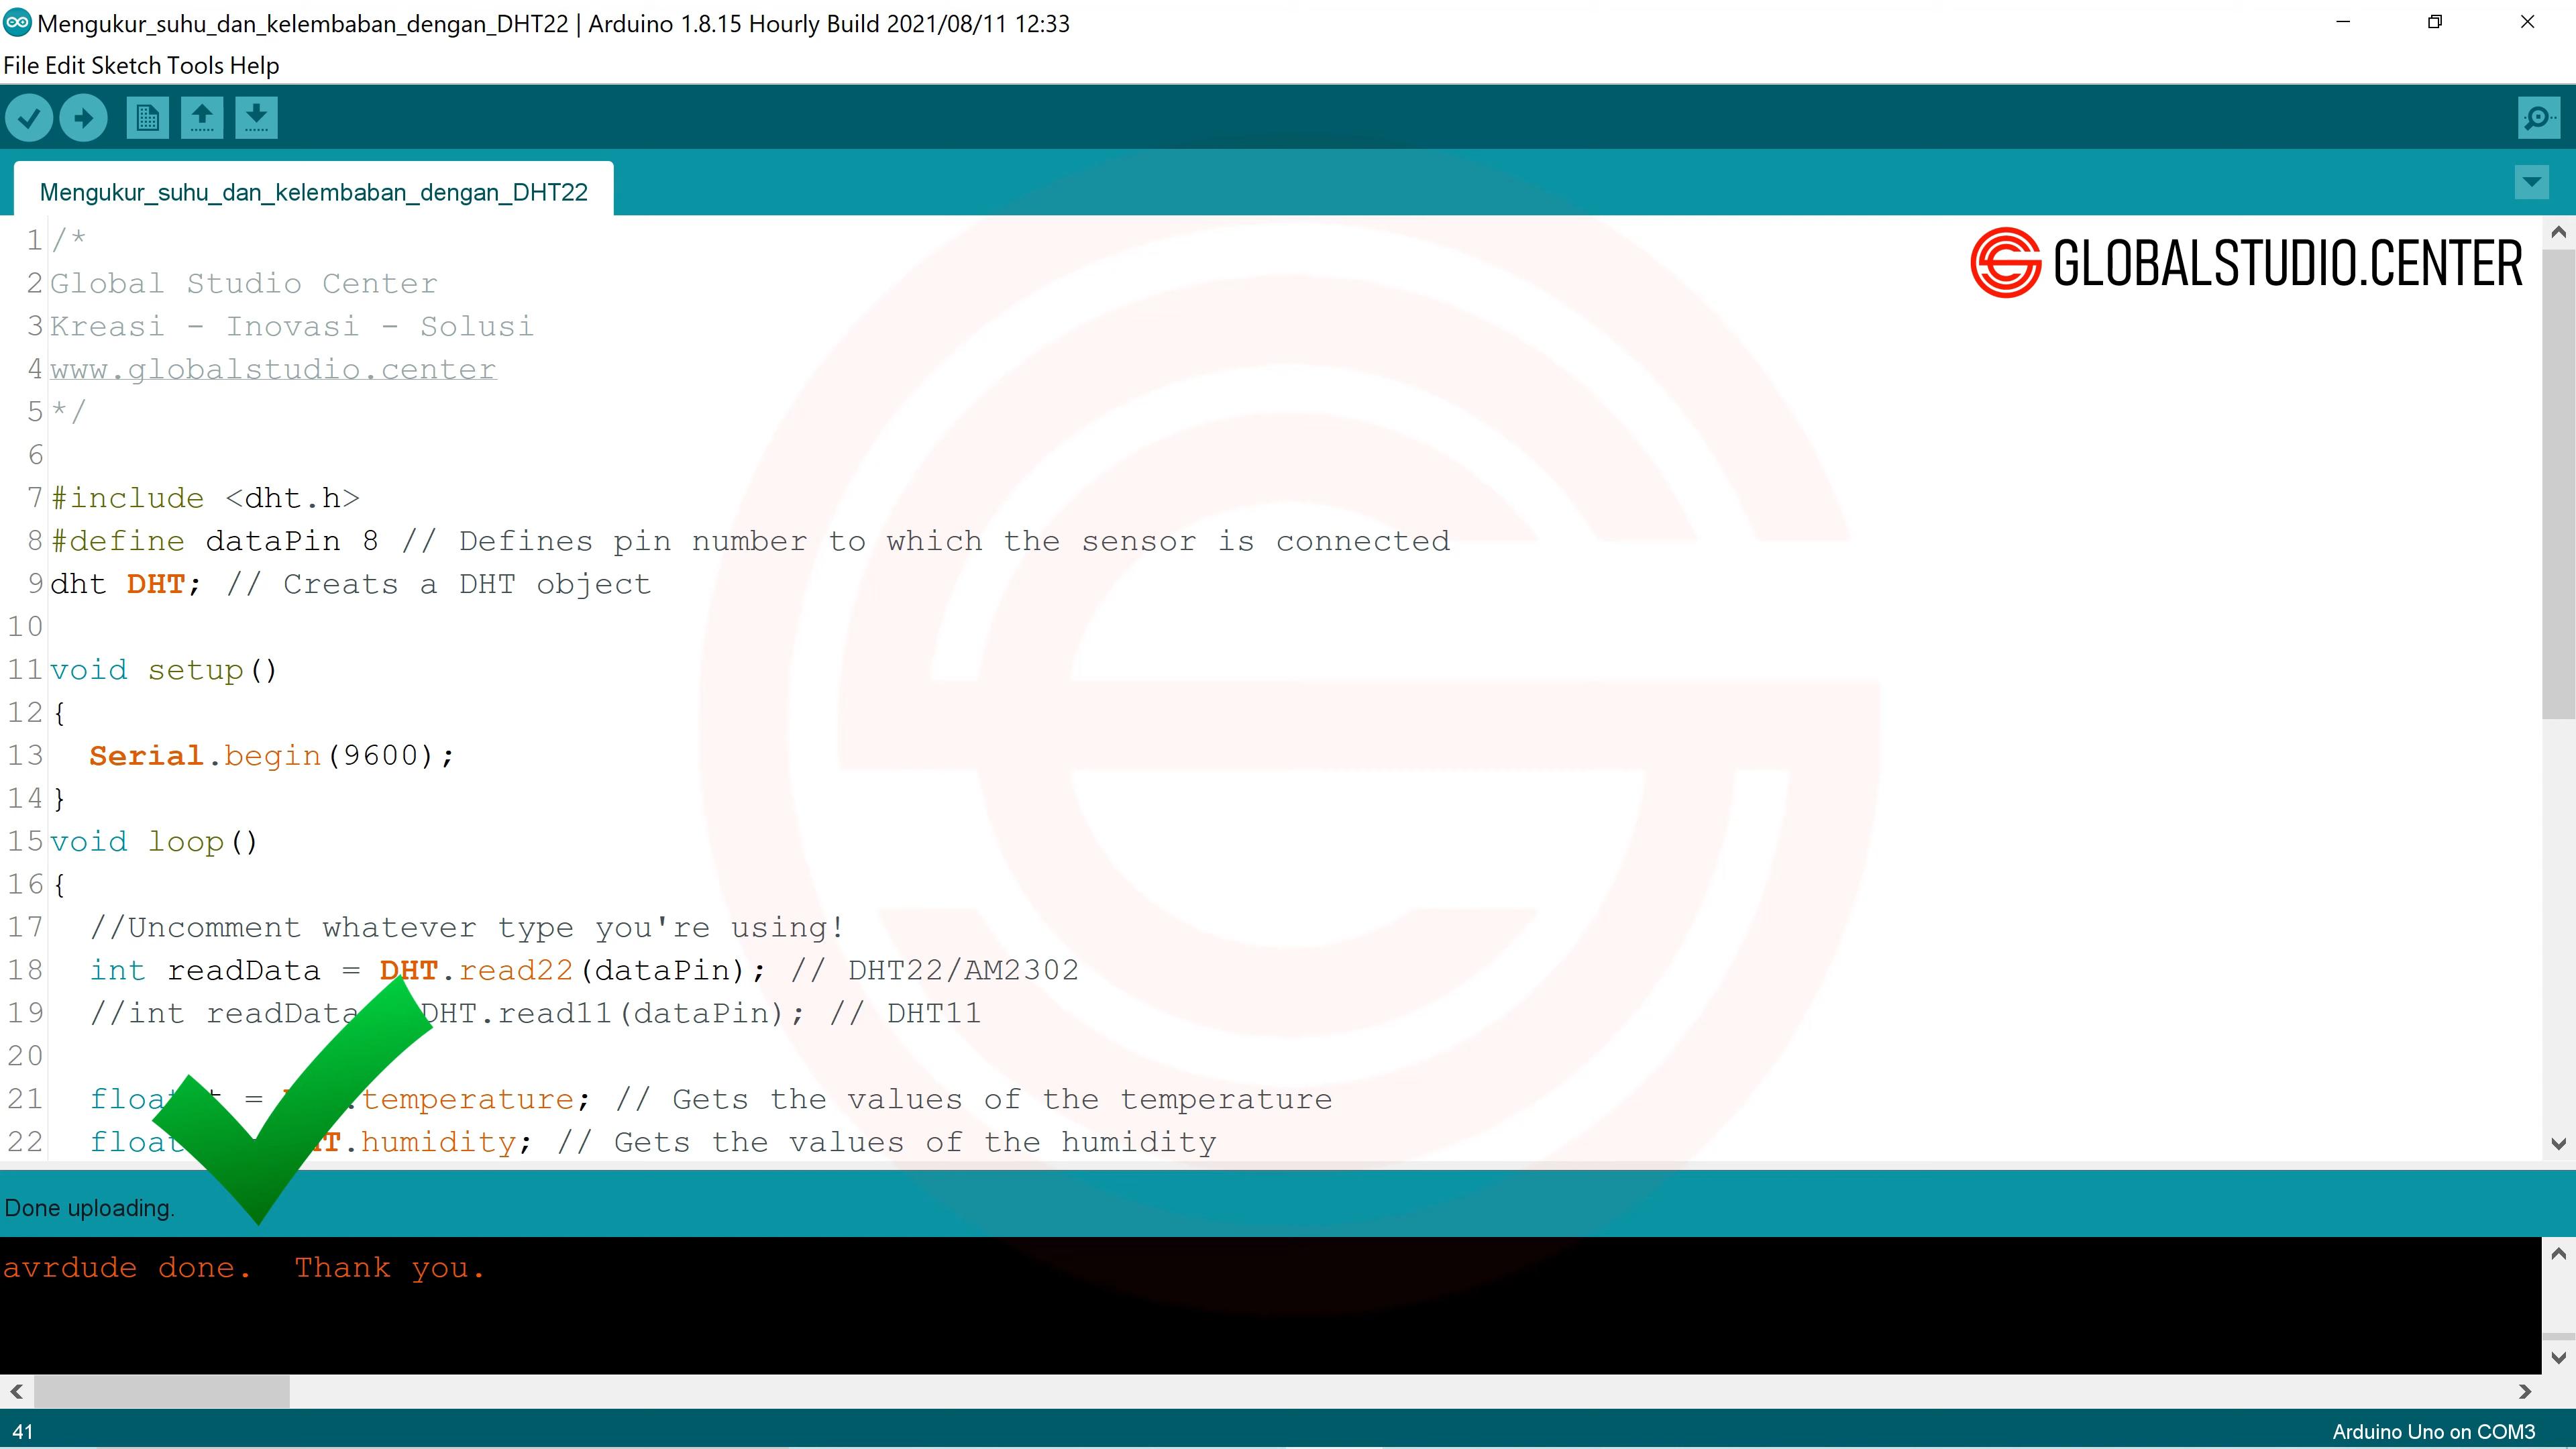 Mengukur_suhu_dan_kelembaban_dengan_DHT22 | Arduino 1.8.15 Hourly Build 2021/08/11 12:33
File Edit Sketch Tools Help
Mengukur_suhu_dan_kelembaban_dengan_DHT22
GLOBALSTUDIO.CENTER
1 /*
2 Global Studio Center
3 Kreasi - Inovasi - Solusi
4 www.globalstudio.center
5 */
6
7 #include <dht.h>
8 #define dataPin 8 // Defines pin number to which the sensor is connected
9 dht DHT; // Creats a DHT object
10
11 void setup()
12 {
13 Serial.begin(9600);
14 }
15 void loop()
16 {
17 //Uncomment whatever type you're using!
18 int readData = DHT.read22(dataPin); // DHT22/AM2302
19 //int readData DHT.read11(dataPin); // DHT11
20
21 float t = .temperature; // Gets the values of the temperature
22 float .humidity; // Gets the values of the humidity
Done uploading.
avrdude done. Thank you.
41
Arduino Uno on COM3